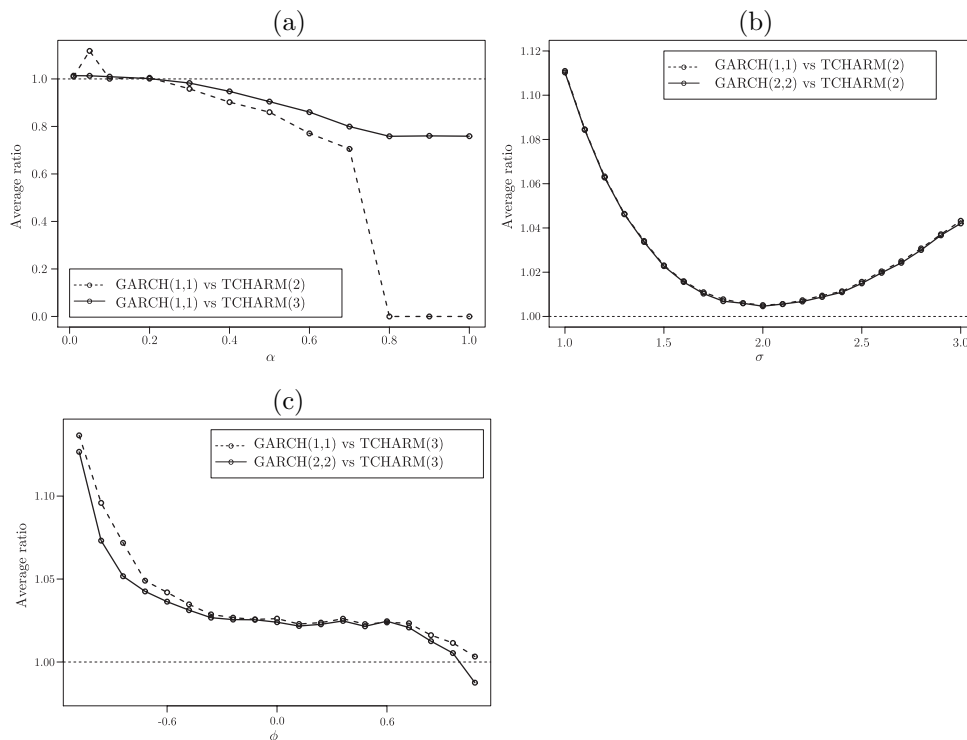 (a)
Average ratio
1.0
0.8
0.6
0.4
0.2
0.0
GARCH(1,1) vs TCHARM(2)
GARCH(1,1) vs TCHARM(3)
0.0 0.2 0.4 0.6 0.8 1.0
α
(b)
Average ratio
1.12
1.10
1.08
1.06
1.04
1.02
1.00
GARCH(1,1) vs TCHARM(2)
GARCH(2,2) vs TCHARM(2)
1.0 1.5 2.0 2.5 3.0
σ
(c)
Average ratio
1.10
1.05
1.00
GARCH(1,1) vs TCHARM(3)
GARCH(2,2) vs TCHARM(3)
-0.6 0.0 0.6
ϕ